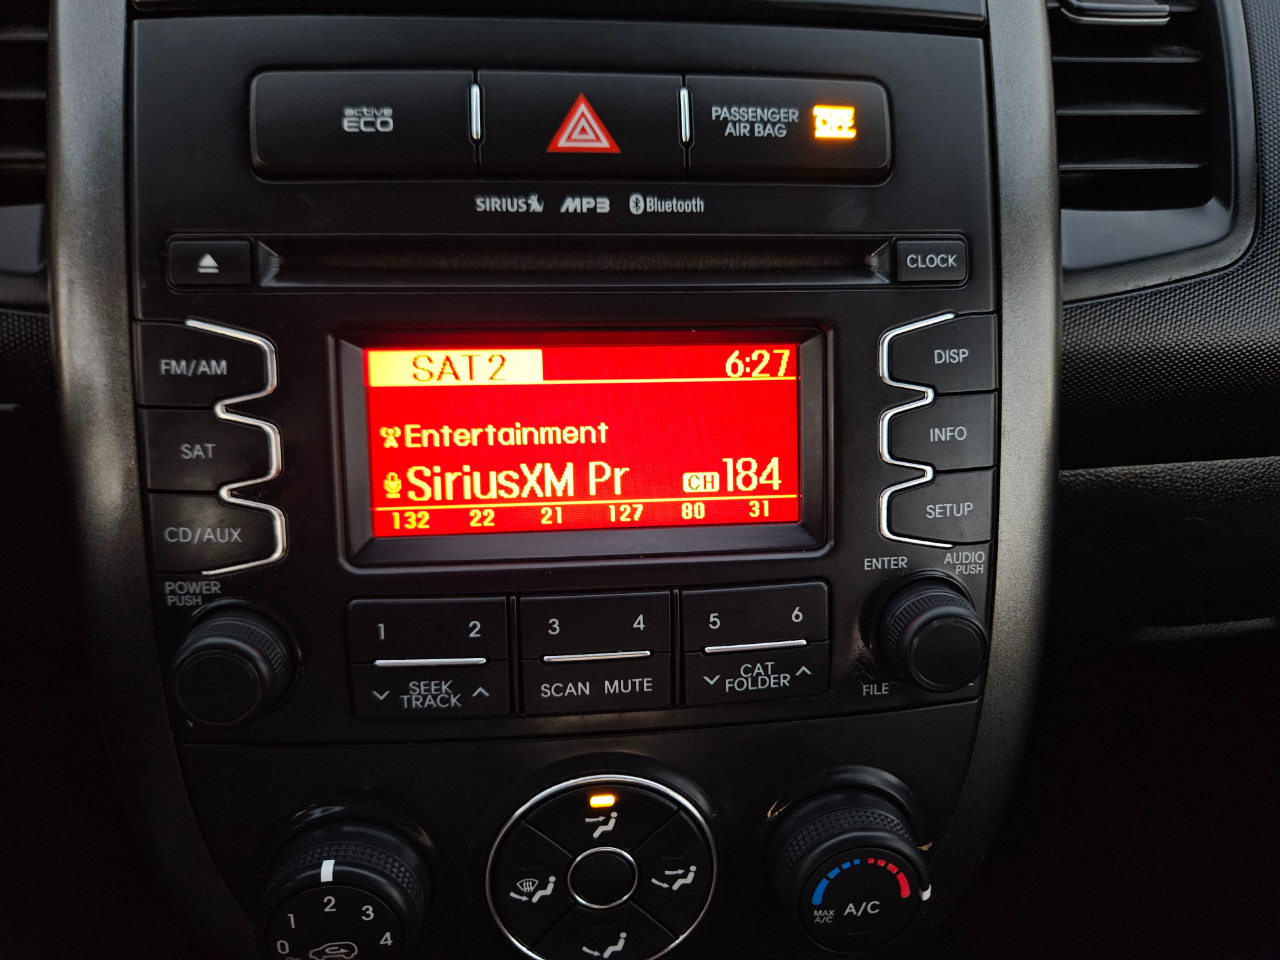 active
ECO
PASSENGER
AIR BAG
OFF
SIRIUS MP3 Bluetooth
CLOCK
FM/AM
SAT
CD/AUX
POWER
PUSH
SAT2 6:27
Entertainment
SiriusXM Pr CH 184
132 22 21 127 80 31
DISP
INFO
SETUP
ENTER
AUDIO
PUSH
1 2 3 4 5 6
SEEK
TRACK
SCAN MUTE
CAT
FOLDER
FILE
0 1 2 3 4
MAX
A/C
A/C